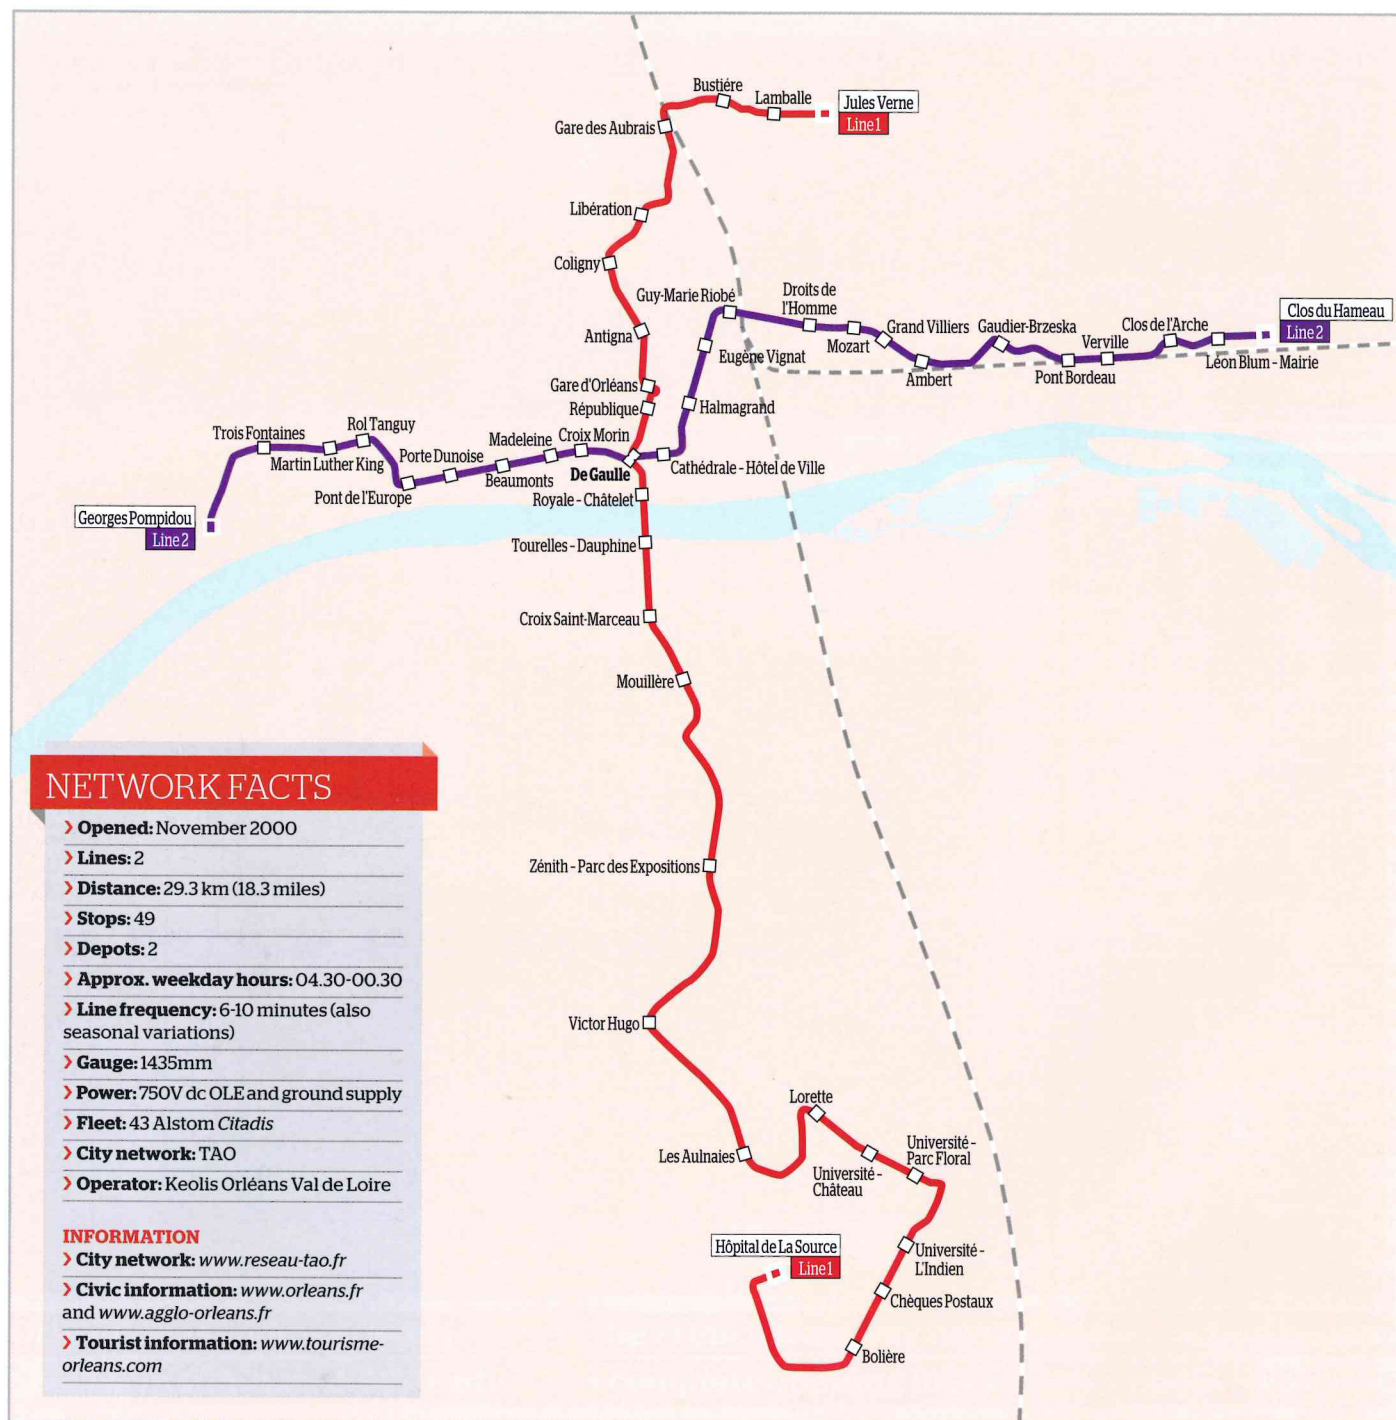 Bustiére
Lamballe
Jules Verne
Line 1
Gare des Aubrais
Libération
Coligny
Guy-Marie Riobé
Droits de
l'Homme
Clos du Hameau
Line 2
Antigna
Eugène Vignat
Mozart
Grand Villiers
Ambert
Gaudier-Brzeska
Pont Bordeau
Verville
Clos de l'Arche
Léon Blum - Mairie
Gare d'Orléans
République
Halmagrand
Trois Fontaines
Martin Luther King
Rol Tanguy
Pont de l'Europe
Porte Dunoise
Beaumonts
Madeleine
Croix Morin
De Gaulle
Cathédrale - Hôtel de Ville
Georges Pompidou
Line 2
Royale - Châtelet
Tourelles - Dauphine
Croix Saint-Marceau
Mouillère
Zénith - Parc des Expositions
Victor Hugo
Les Aulnaies
Lorette
Université -
Château
Université -
Parc Floral
Université -
L'Indien
Chèques Postaux
Bolière
Hôpital de La Source
Line 1
NETWORK FACTS
› Opened: November 2000
› Lines: 2
› Distance: 29.3 km (18.3 miles)
› Stops: 49
› Depots: 2
› Approx. weekday hours: 04.30-00.30
› Line frequency: 6-10 minutes (also
seasonal variations)
› Gauge: 1435mm
› Power: 750V dc OLE and ground supply
› Fleet: 43 Alstom Citadis
› City network: TAO
› Operator: Keolis Orléans Val de Loire
INFORMATION
› City network: www.reseau-tao.fr
› Civic information: www.orleans.fr
and www.agglo-orleans.fr
› Tourist information: www.tourisme-
orleans.com